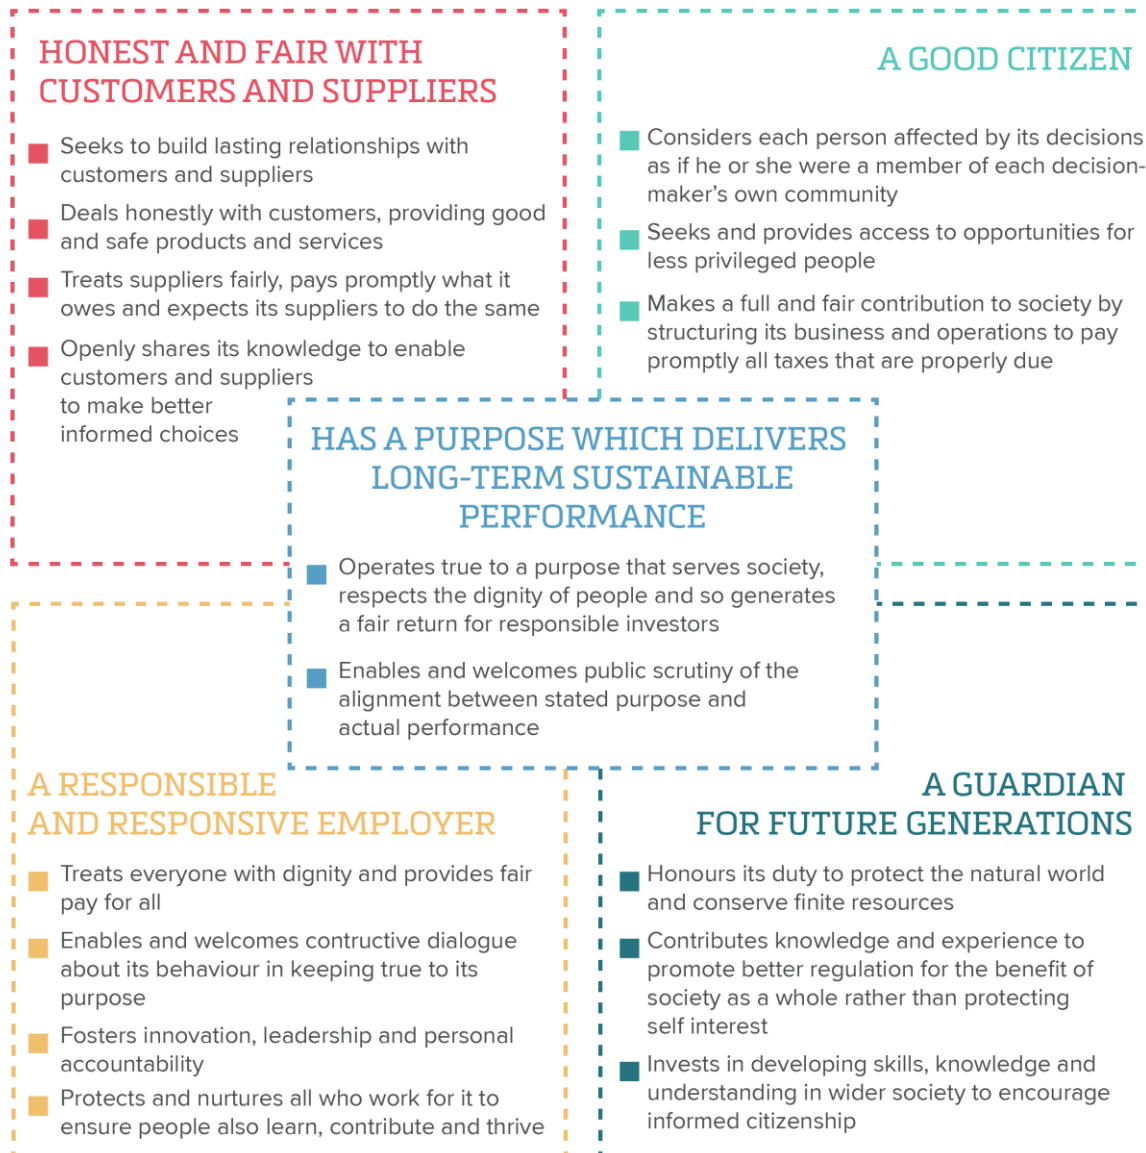 HONEST AND FAIR WITH
CUSTOMERS AND SUPPLIERS
Seeks to build lasting relationships with
customers and suppliers
Deals honestly with customers, providing good
and safe products and services
Treats suppliers fairly, pays promptly what it
owes and expects its suppliers to do the same
Openly shares its knowledge to enable
customers and suppliers
to make better
informed choices
A GOOD CITIZEN
Considers each person affected by its decisions
as if he or she were a member of each decision-
maker’s own community
Seeks and provides access to opportunities for
less privileged people
Makes a full and fair contribution to society by
structuring its business and operations to pay
promptly all taxes that are properly due
HAS A PURPOSE WHICH DELIVERS
LONG-TERM SUSTAINABLE
PERFORMANCE
Operates true to a purpose that serves society,
respects the dignity of people and so generates
a fair return for responsible investors
Enables and welcomes public scrutiny of the
alignment between stated purpose and
actual performance
A RESPONSIBLE
AND RESPONSIVE EMPLOYER
Treats everyone with dignity and provides fair
pay for all
Enables and welcomes contructive dialogue
about its behaviour in keeping true to its
purpose
Fosters innovation, leadership and personal
accountability
Protects and nurtures all who work for it to
ensure people also learn, contribute and thrive
A GUARDIAN
FOR FUTURE GENERATIONS
Honours its duty to protect the natural world
and conserve finite resources
Contributes knowledge and experience to
promote better regulation for the benefit of
society as a whole rather than protecting
self interest
Invests in developing skills, knowledge and
understanding in wider society to encourage
informed citizenship